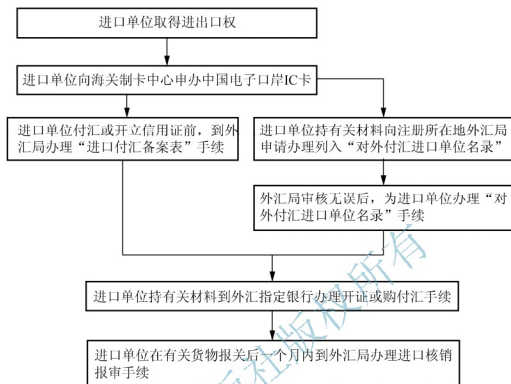 进口单位取得进出口权
进口单位向海关制卡中心申办中国电子口岸IC卡
进口单位付汇或开立信用证前，到外
汇局办理“进口付汇备案表”手续
进口单位持有关材料向注册所在地外汇局
申请办理列入“对外付汇进口单位名录”
外汇局审核无误后，为进口单位办理“对
外付汇进口单位名录”手续
进口单位持有关材料到外汇指定银行办理开证或购付汇手续
进口单位在有关货物报关后一个月内到外汇局办理进口核销
报审手续
社版权所有